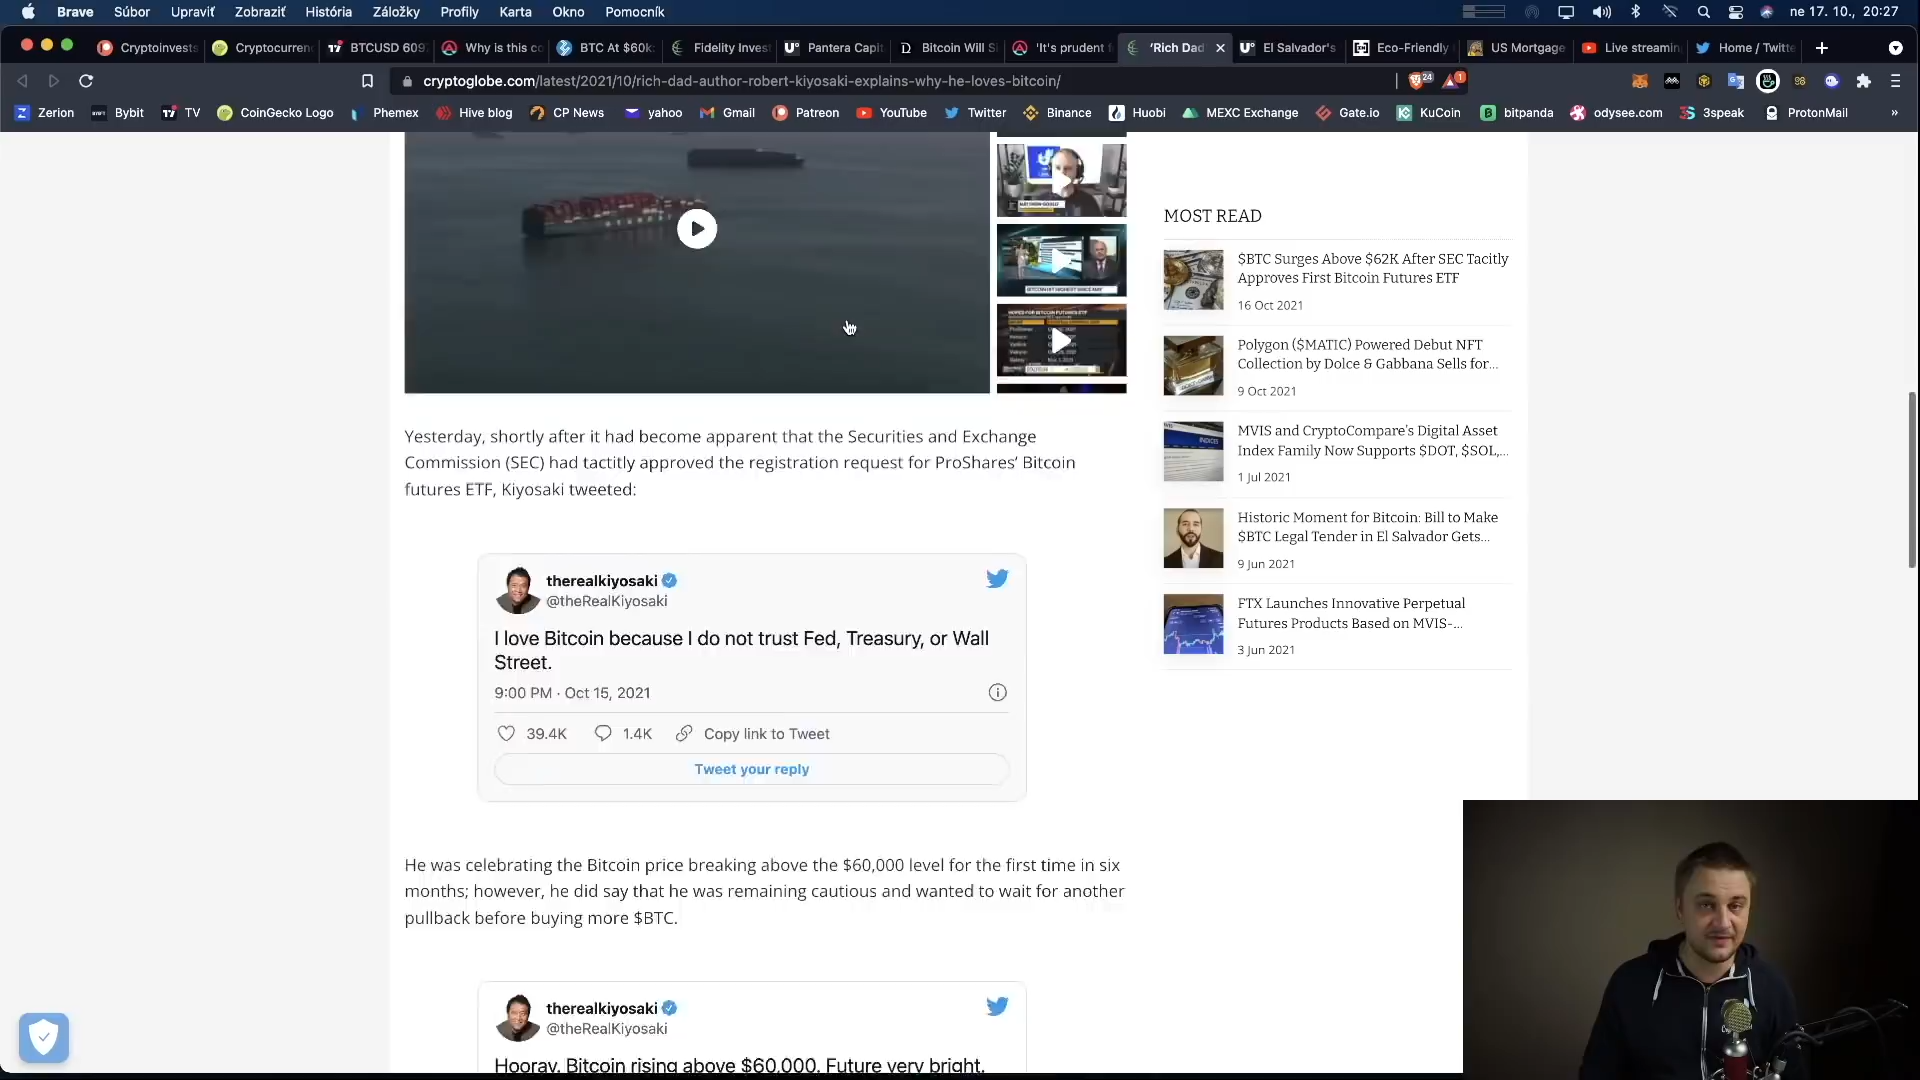 Brave Súbor Upraviť Zobraziť História Záložky Profily Karta Okno Pomocník ne 17. 10., 20:27
Cryptoinvest Cryptocurren BTCUSD 609 Why is this co BTC At $60k Fidelity Inves Pantera Capi Bitcoin Will S 'It's prudent f 'Rich Dad El Salvador's Eco-Friendly US Mortgage Live streamin Home / Twitte
cryptoglobe.com/latest/2021/10/rich-dad-author-robert-kiyosaki-explains-why-he-loves-bitcoin/ 24 1
Zerion Bybit TV CoinGecko Logo Phemex Hive blog CP News yahoo Gmail Patreon YouTube Twitter Binance Huobi MEXC Exchange Gate.io KuCoin bitpanda odysee.com 3speak ProtonMail »
Yesterday, shortly after it had become apparent that the Securities and Exchange
Commission (SEC) had tactitly approved the registration request for ProShares' Bitcoin
futures ETF, Kiyosaki tweeted:
therealkiyosaki
@theRealKiyosaki
I love Bitcoin because I do not trust Fed, Treasury, or Wall
Street.
9:00 PM · Oct 15, 2021
39.4K 1.4K Copy link to Tweet
Tweet your reply
He was celebrating the Bitcoin price breaking above the $60,000 level for the first time in six
months; however, he did say that he was remaining cautious and wanted to wait for another
pullback before buying more $BTC.
therealkiyosaki
@theRealKiyosaki
Hooray. Bitcoin rising above $60,000. Future very bright.
MOST READ
$BTC Surges Above $62K After SEC Tacitly
Approves First Bitcoin Futures ETF
16 Oct 2021
Polygon ($MATIC) Powered Debut NFT
Collection by Dolce & Gabbana Sells for...
9 Oct 2021
MVIS and CryptoCompare's Digital Asset
Index Family Now Supports $DOT, $SOL,...
1 Jul 2021
Historic Moment for Bitcoin: Bill to Make
$BTC Legal Tender in El Salvador Gets...
9 Jun 2021
FTX Launches Innovative Perpetual
Futures Products Based on MVIS-...
3 Jun 2021